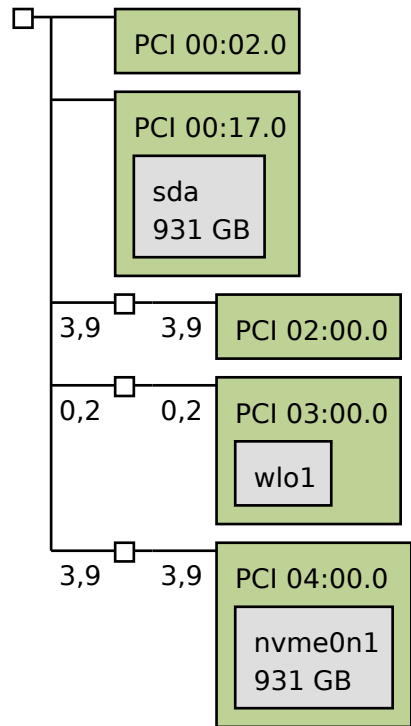 PCI 00:02.0
PCI 00:17.0
sda
931 GB
3,9 3,9 PCI 02:00.0
0,2 0,2 PCI 03:00.0
wlo1
3,9 3,9 PCI 04:00.0
nvme0n1
931 GB